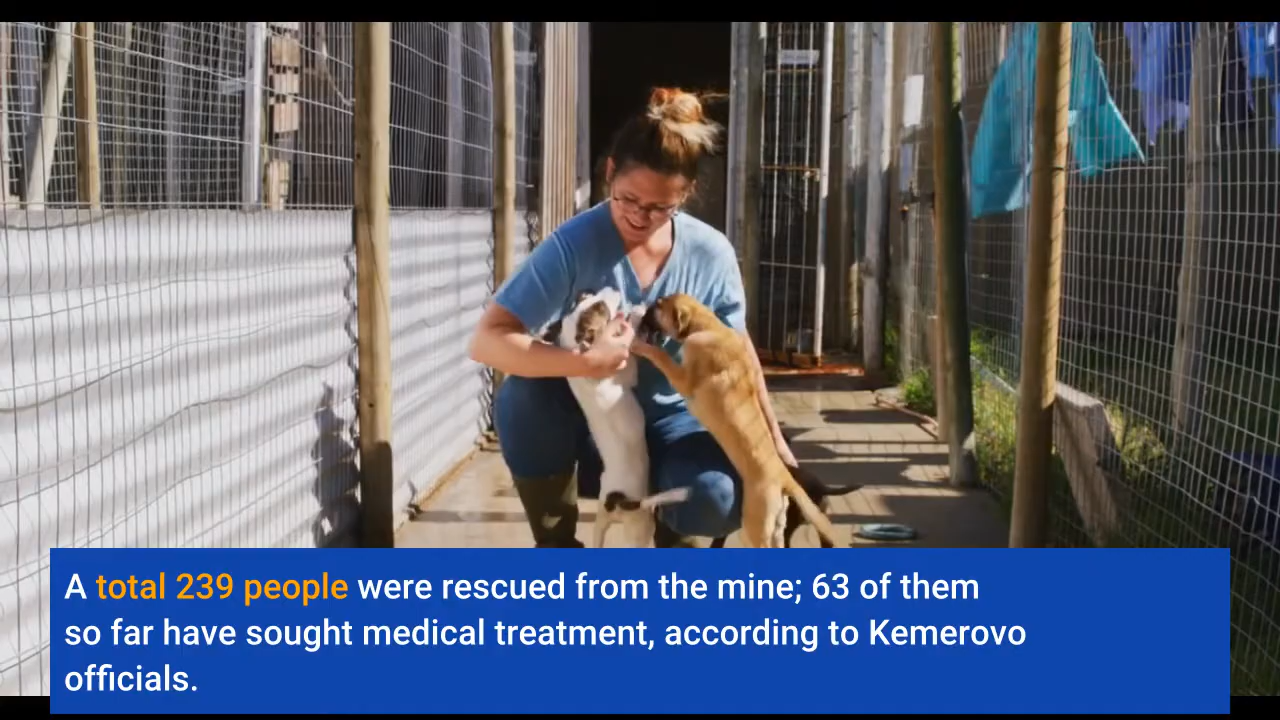 A total 239 people were rescued from the mine; 63 of them
so far have sought medical treatment, according to Kemerovo
officials.